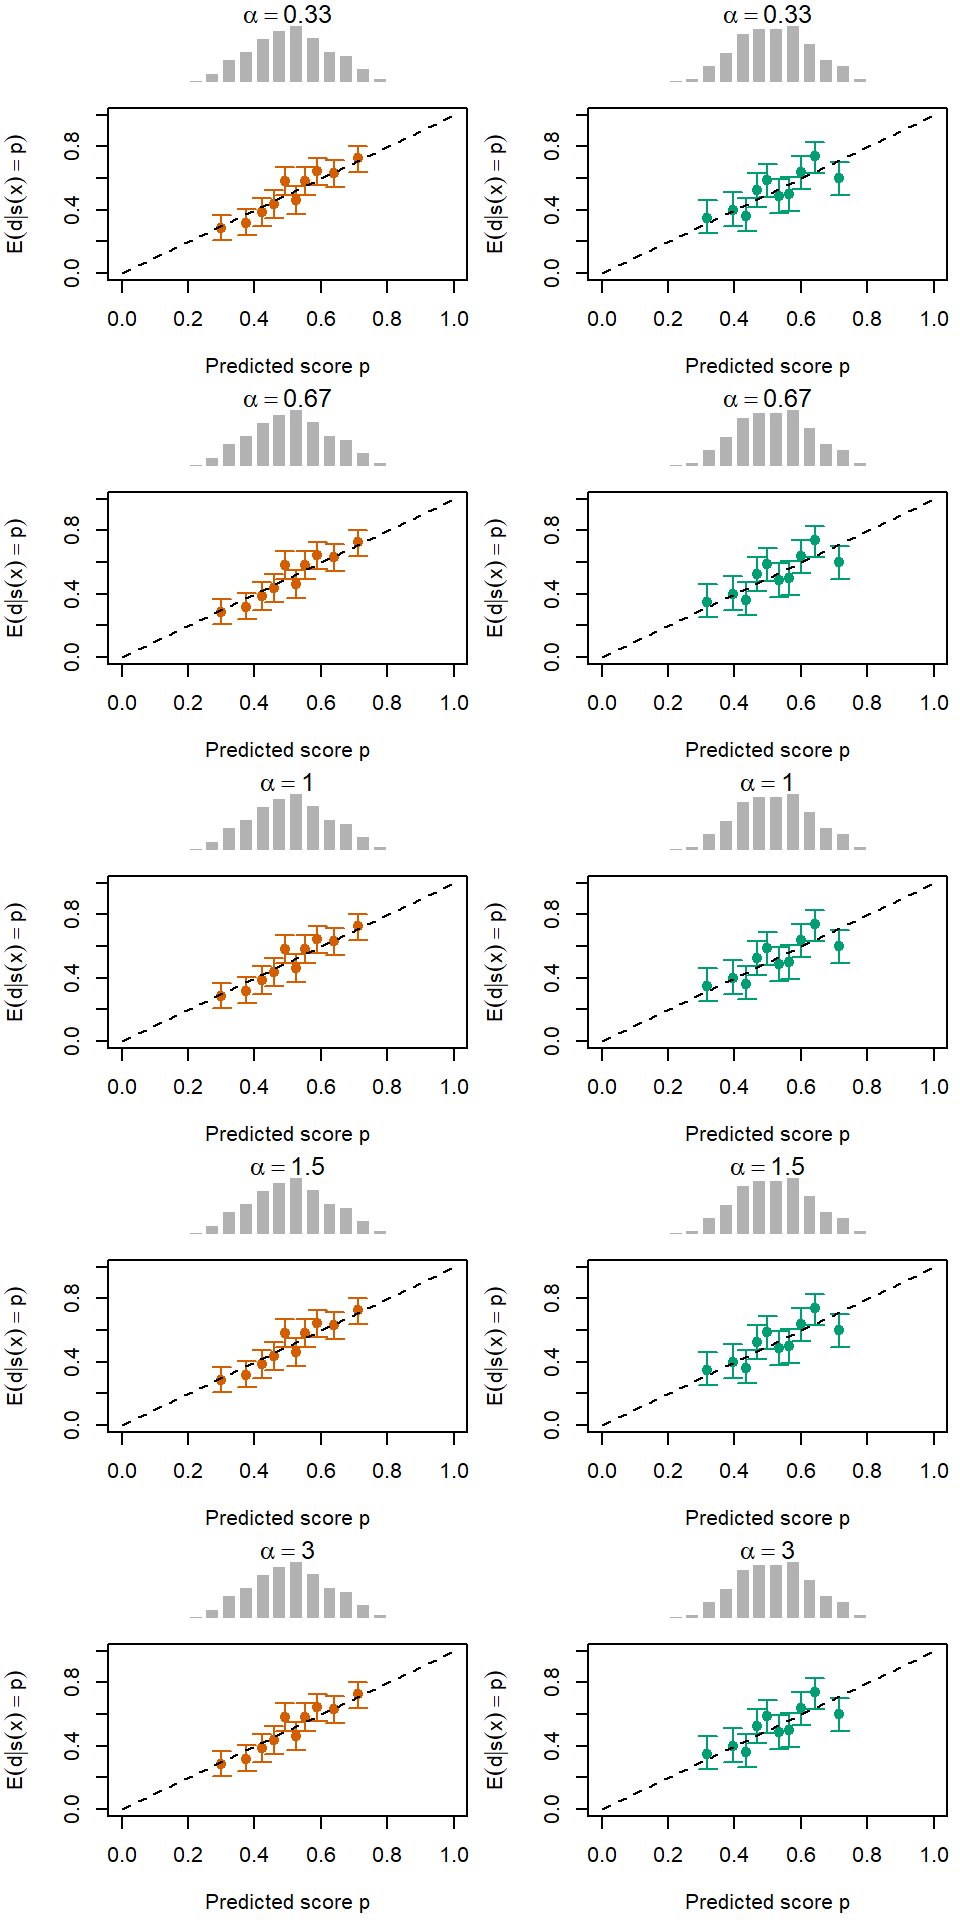 α = 0.33
E(d|s(x) = p)
0.0 0.4 0.8
0.0 0.2 0.4 0.6 0.8 1.0
Predicted score p
α = 0.33
E(d|s(x) = p)
0.0 0.4 0.8
0.0 0.2 0.4 0.6 0.8 1.0
Predicted score p
α = 0.67
E(d|s(x) = p)
0.0 0.4 0.8
0.0 0.2 0.4 0.6 0.8 1.0
Predicted score p
α = 0.67
E(d|s(x) = p)
0.0 0.4 0.8
0.0 0.2 0.4 0.6 0.8 1.0
Predicted score p
α = 1
E(d|s(x) = p)
0.0 0.4 0.8
0.0 0.2 0.4 0.6 0.8 1.0
Predicted score p
α = 1
E(d|s(x) = p)
0.0 0.4 0.8
0.0 0.2 0.4 0.6 0.8 1.0
Predicted score p
α = 1.5
E(d|s(x) = p)
0.0 0.4 0.8
0.0 0.2 0.4 0.6 0.8 1.0
Predicted score p
α = 1.5
E(d|s(x) = p)
0.0 0.4 0.8
0.0 0.2 0.4 0.6 0.8 1.0
Predicted score p
α = 3
E(d|s(x) = p)
0.0 0.4 0.8
0.0 0.2 0.4 0.6 0.8 1.0
Predicted score p
α = 3
E(d|s(x) = p)
0.0 0.4 0.8
0.0 0.2 0.4 0.6 0.8 1.0
Predicted score p